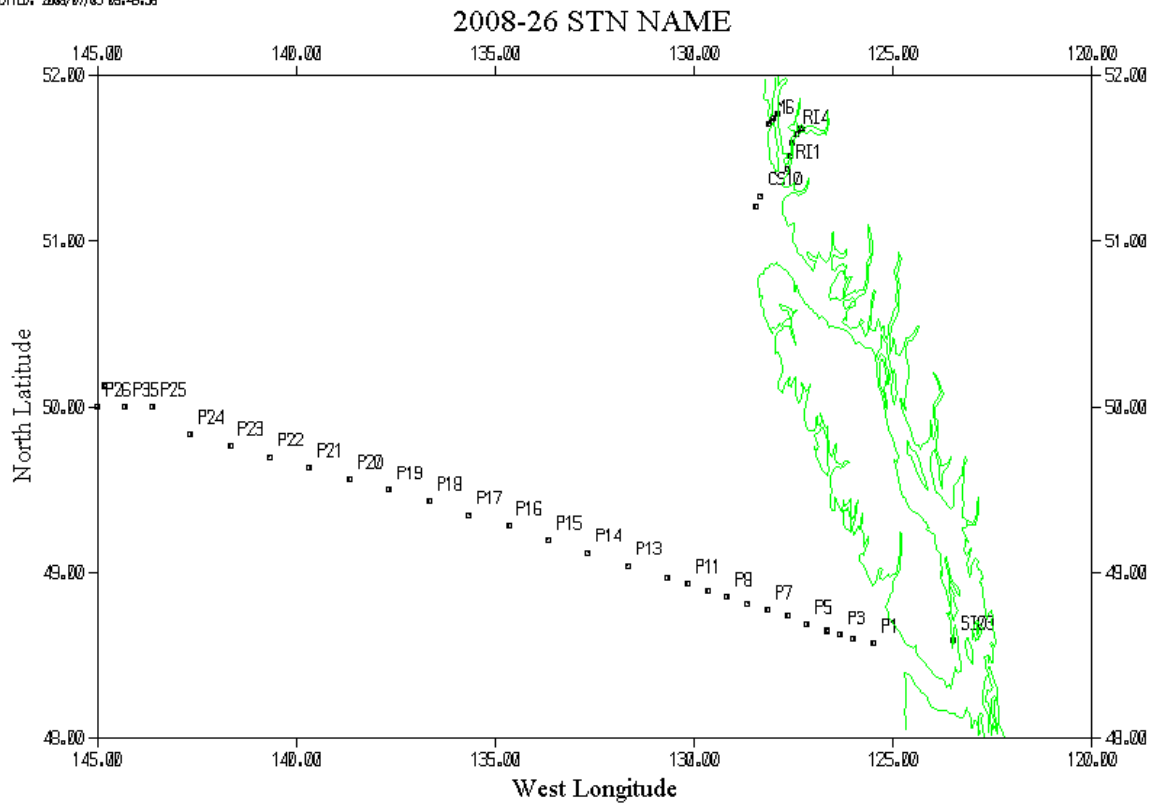 2008-26 STN NAME
145.00 140.00 135.00 130.00 125.00 120.00
52.00 52.00
M6
RI4
RI1
CS10
51.00 51.00
North Latitude
50.00 P26 P35 P25 50.00
P24
P23
P22
P21
P20
P19
P18
P17
P16
P15
P14
P13
49.00 P11 49.00
P8
P7
P5
P3
P1
SI03
48.00 48.00
145.00 140.00 135.00 130.00 125.00 120.00
West Longitude